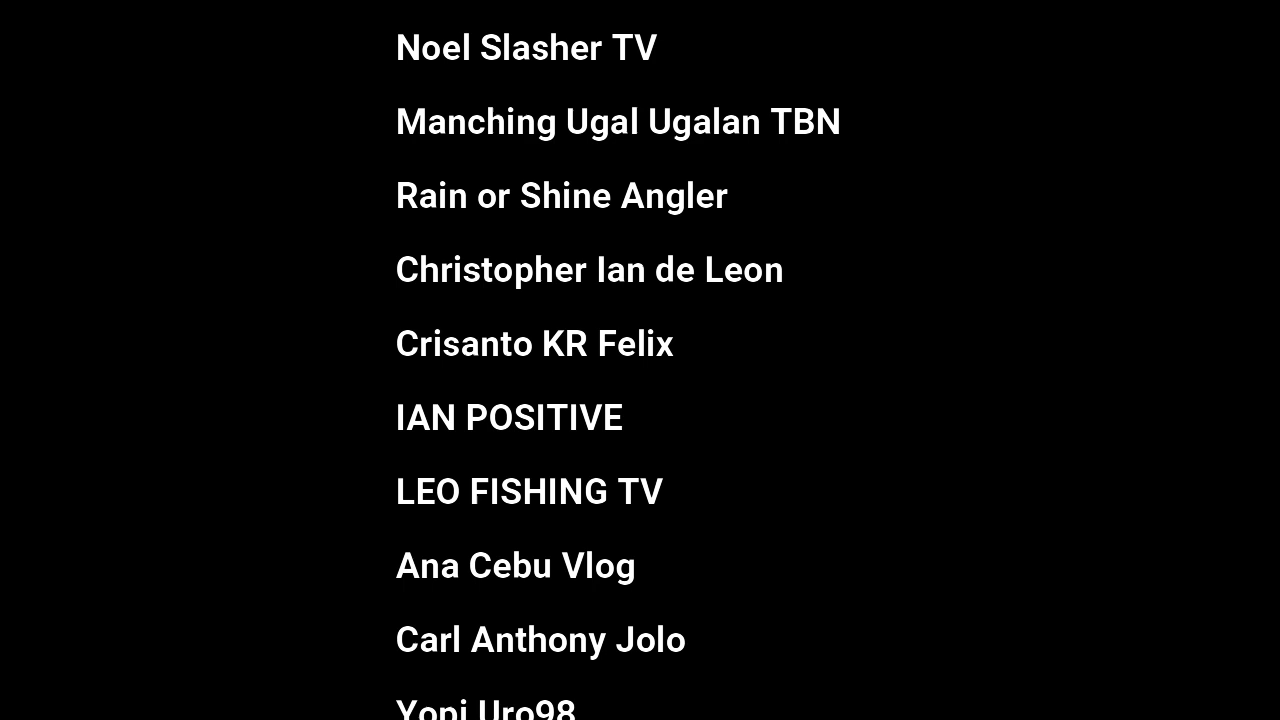 Noel Slasher TV
Manching Ugal Ugalan TBN
Rain or Shine Angler
Christopher Ian de Leon
Crisanto KR Felix
IAN POSITIVE
LEO FISHING TV
Ana Cebu Vlog
Carl Anthony Jolo
Yopi Uro98